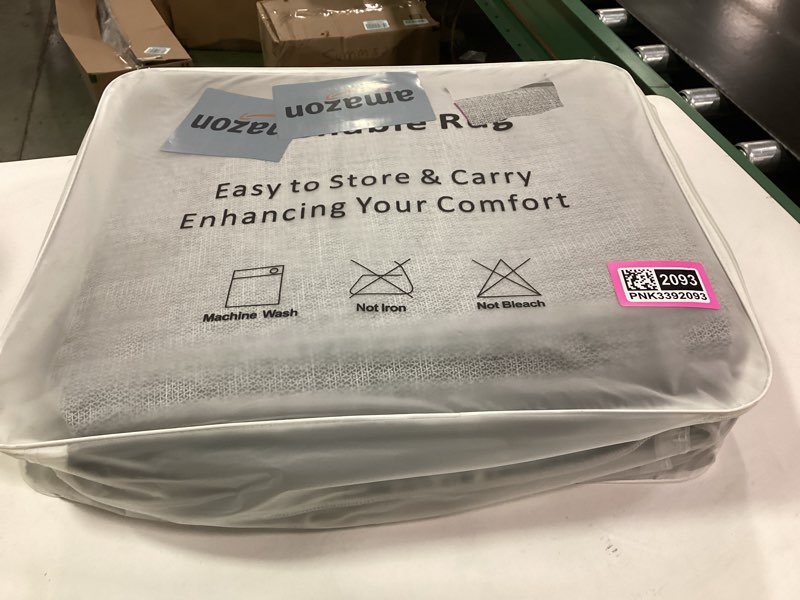 amazon
amazon
Rug
Easy to Store & Carry
Enhancing Your Comfort
Machine Wash
Not Iron
Not Bleach
2093
PNK3392093